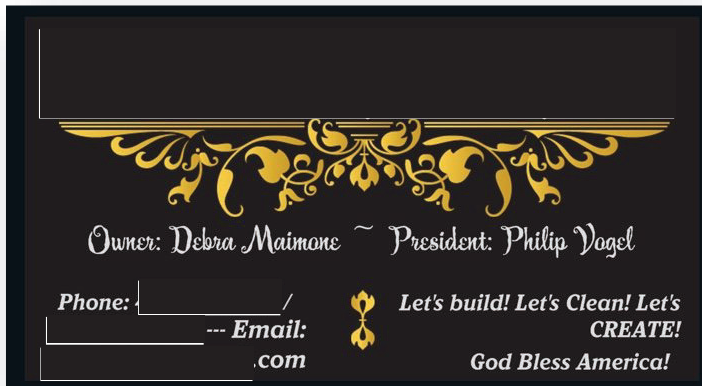 Owner: Debra Maimone ~ President: Philip Vogel
Phone: /
--- Email:
.com
Let's build! Let's Clean! Let's
CREATE!
God Bless America!